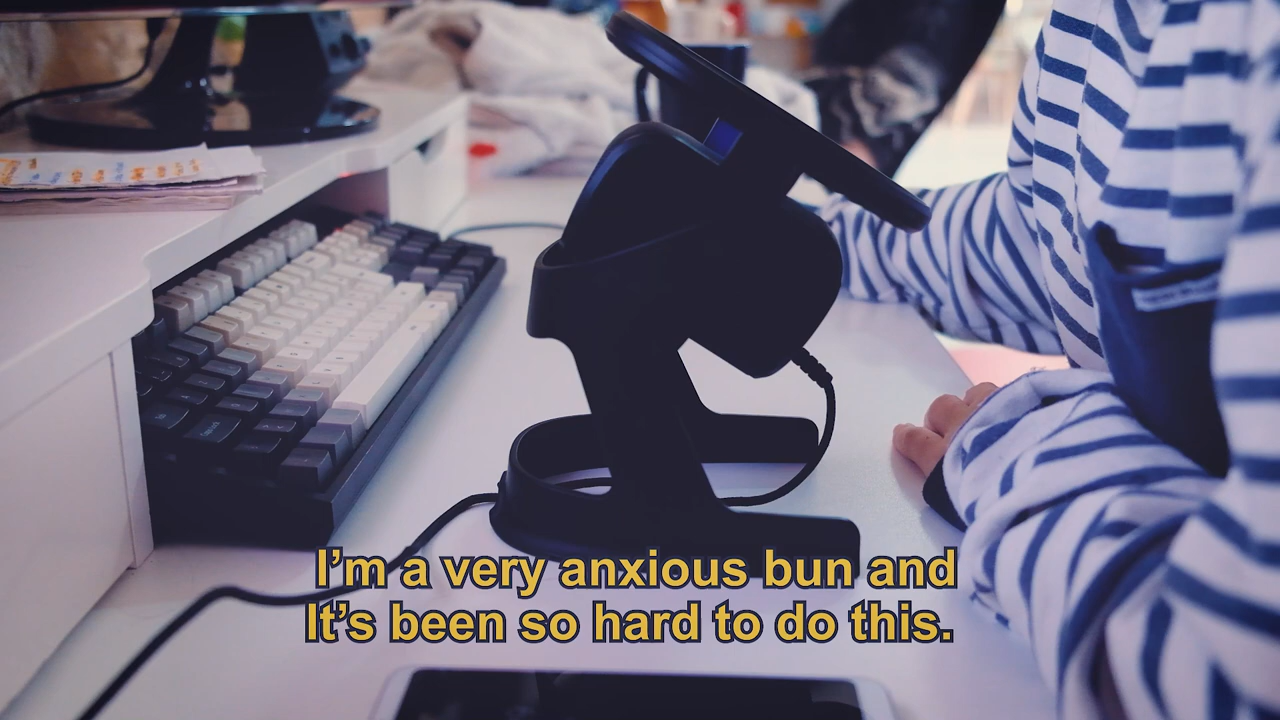 I'm a very anxious bun and
It's been so hard to do this.